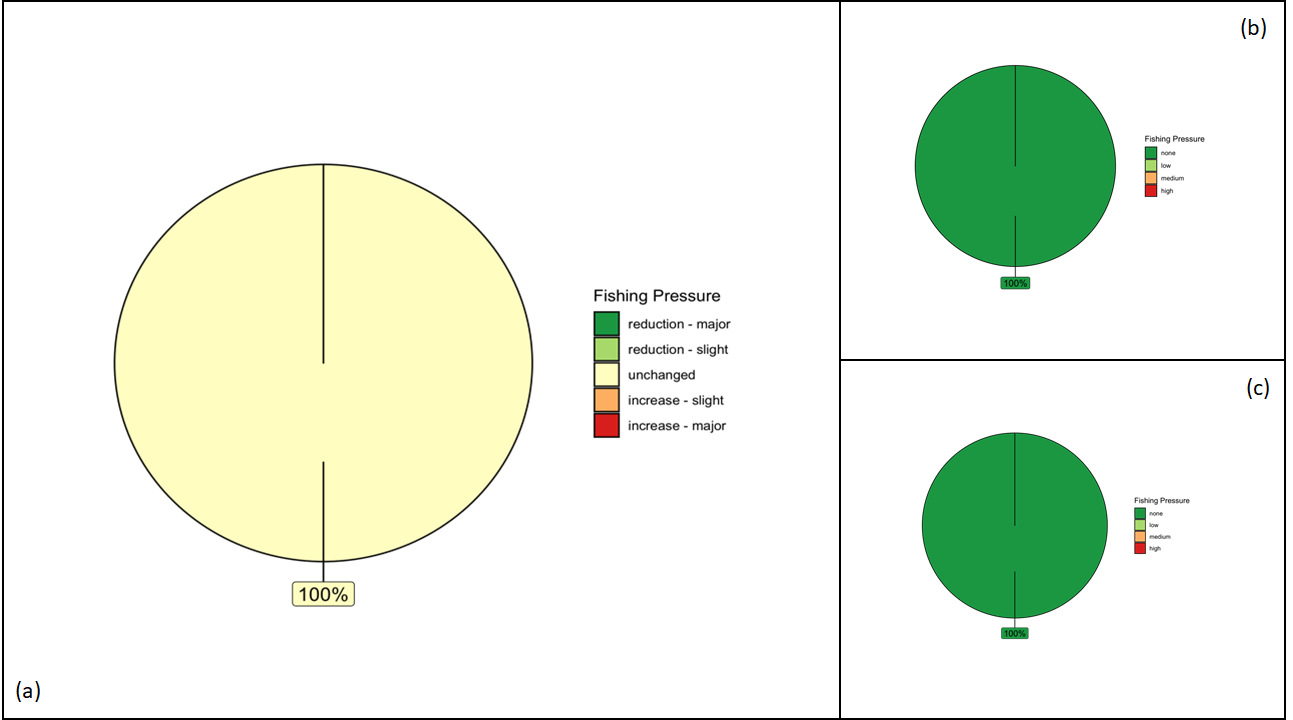 Fishing Pressure
reduction - major
reduction - slight
unchanged
increase - slight
increase - major
100%
(a)
(b)
Fishing Pressure
none
low
medium
high
100%
(c)
Fishing Pressure
none
low
medium
high
100%